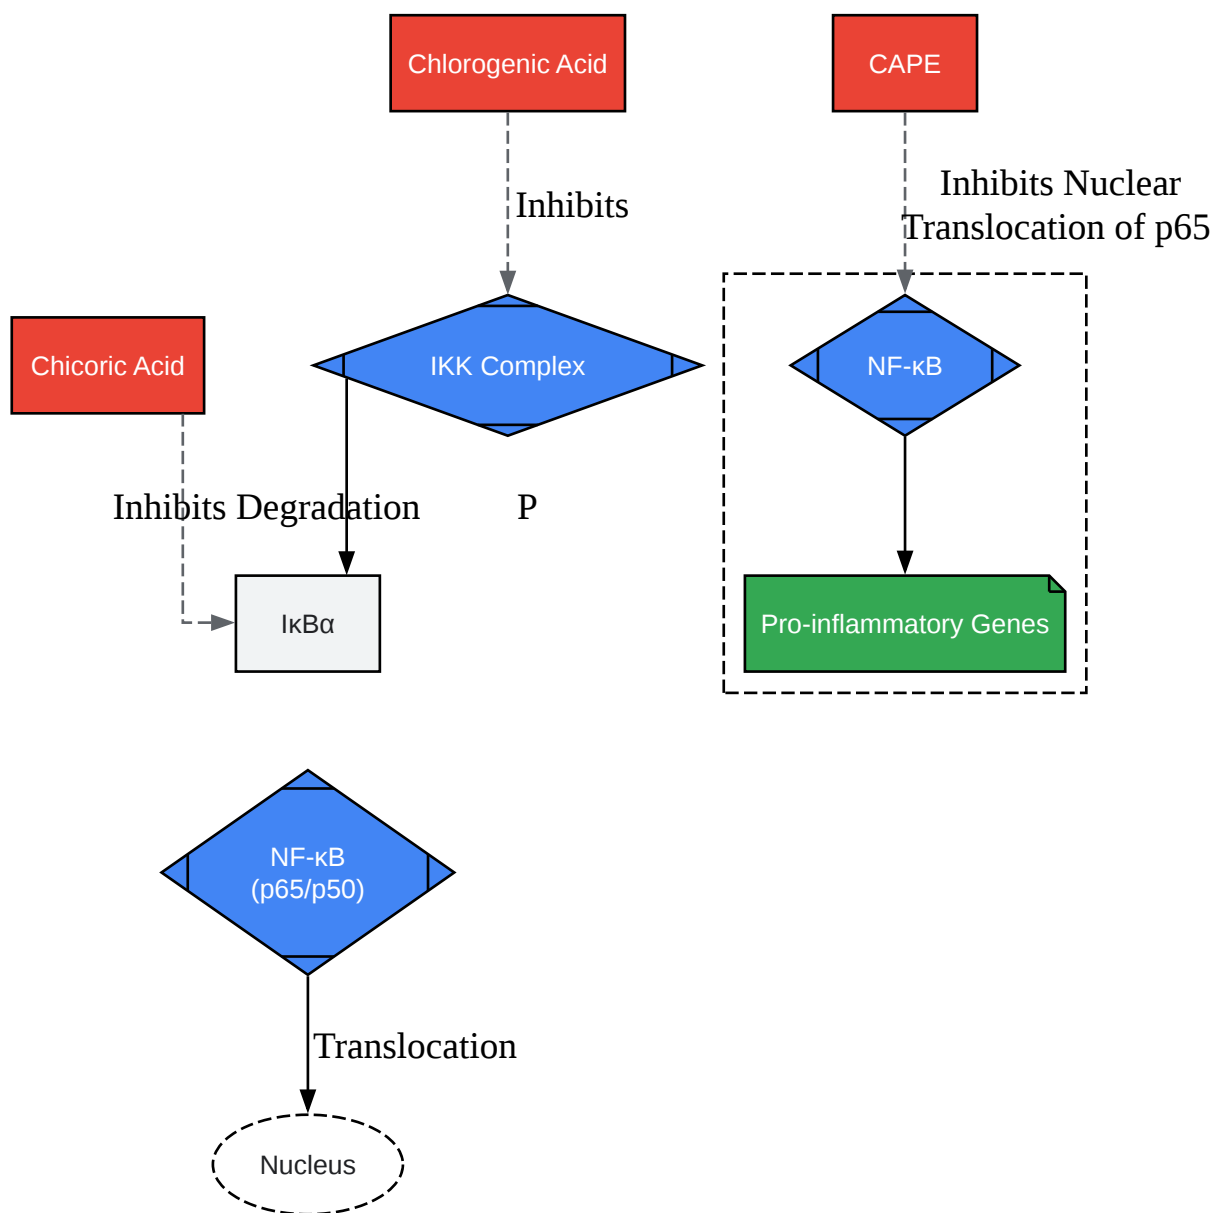 Chlorogenic Acid
CAPE
Inhibits
Inhibits Nuclear
Translocation of p65
Chicoric Acid
IKK Complex
NF-κB
Inhibits Degradation
P
IκBα
Pro-inflammatory Genes
NF-κB
(p65/p50)
Translocation
Nucleus